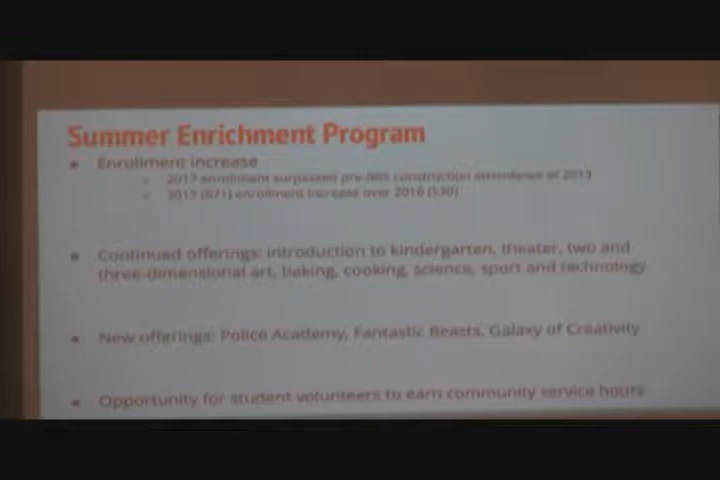 Summer Enrichment Program
• Enrollment increase
2017 enrollment surpassed pre- construction attendance of 2013
2017 (671) enrollment increase over 2016 (530)
• Continued offerings: introduction to kindergarten, theater, two and
three-dimensional art, baking, cooking, science, sport and technology
• New offerings: Police Academy, Fantastic Beasts, Galaxy of Creativity
• Opportunity for student volunteers to earn community service hours